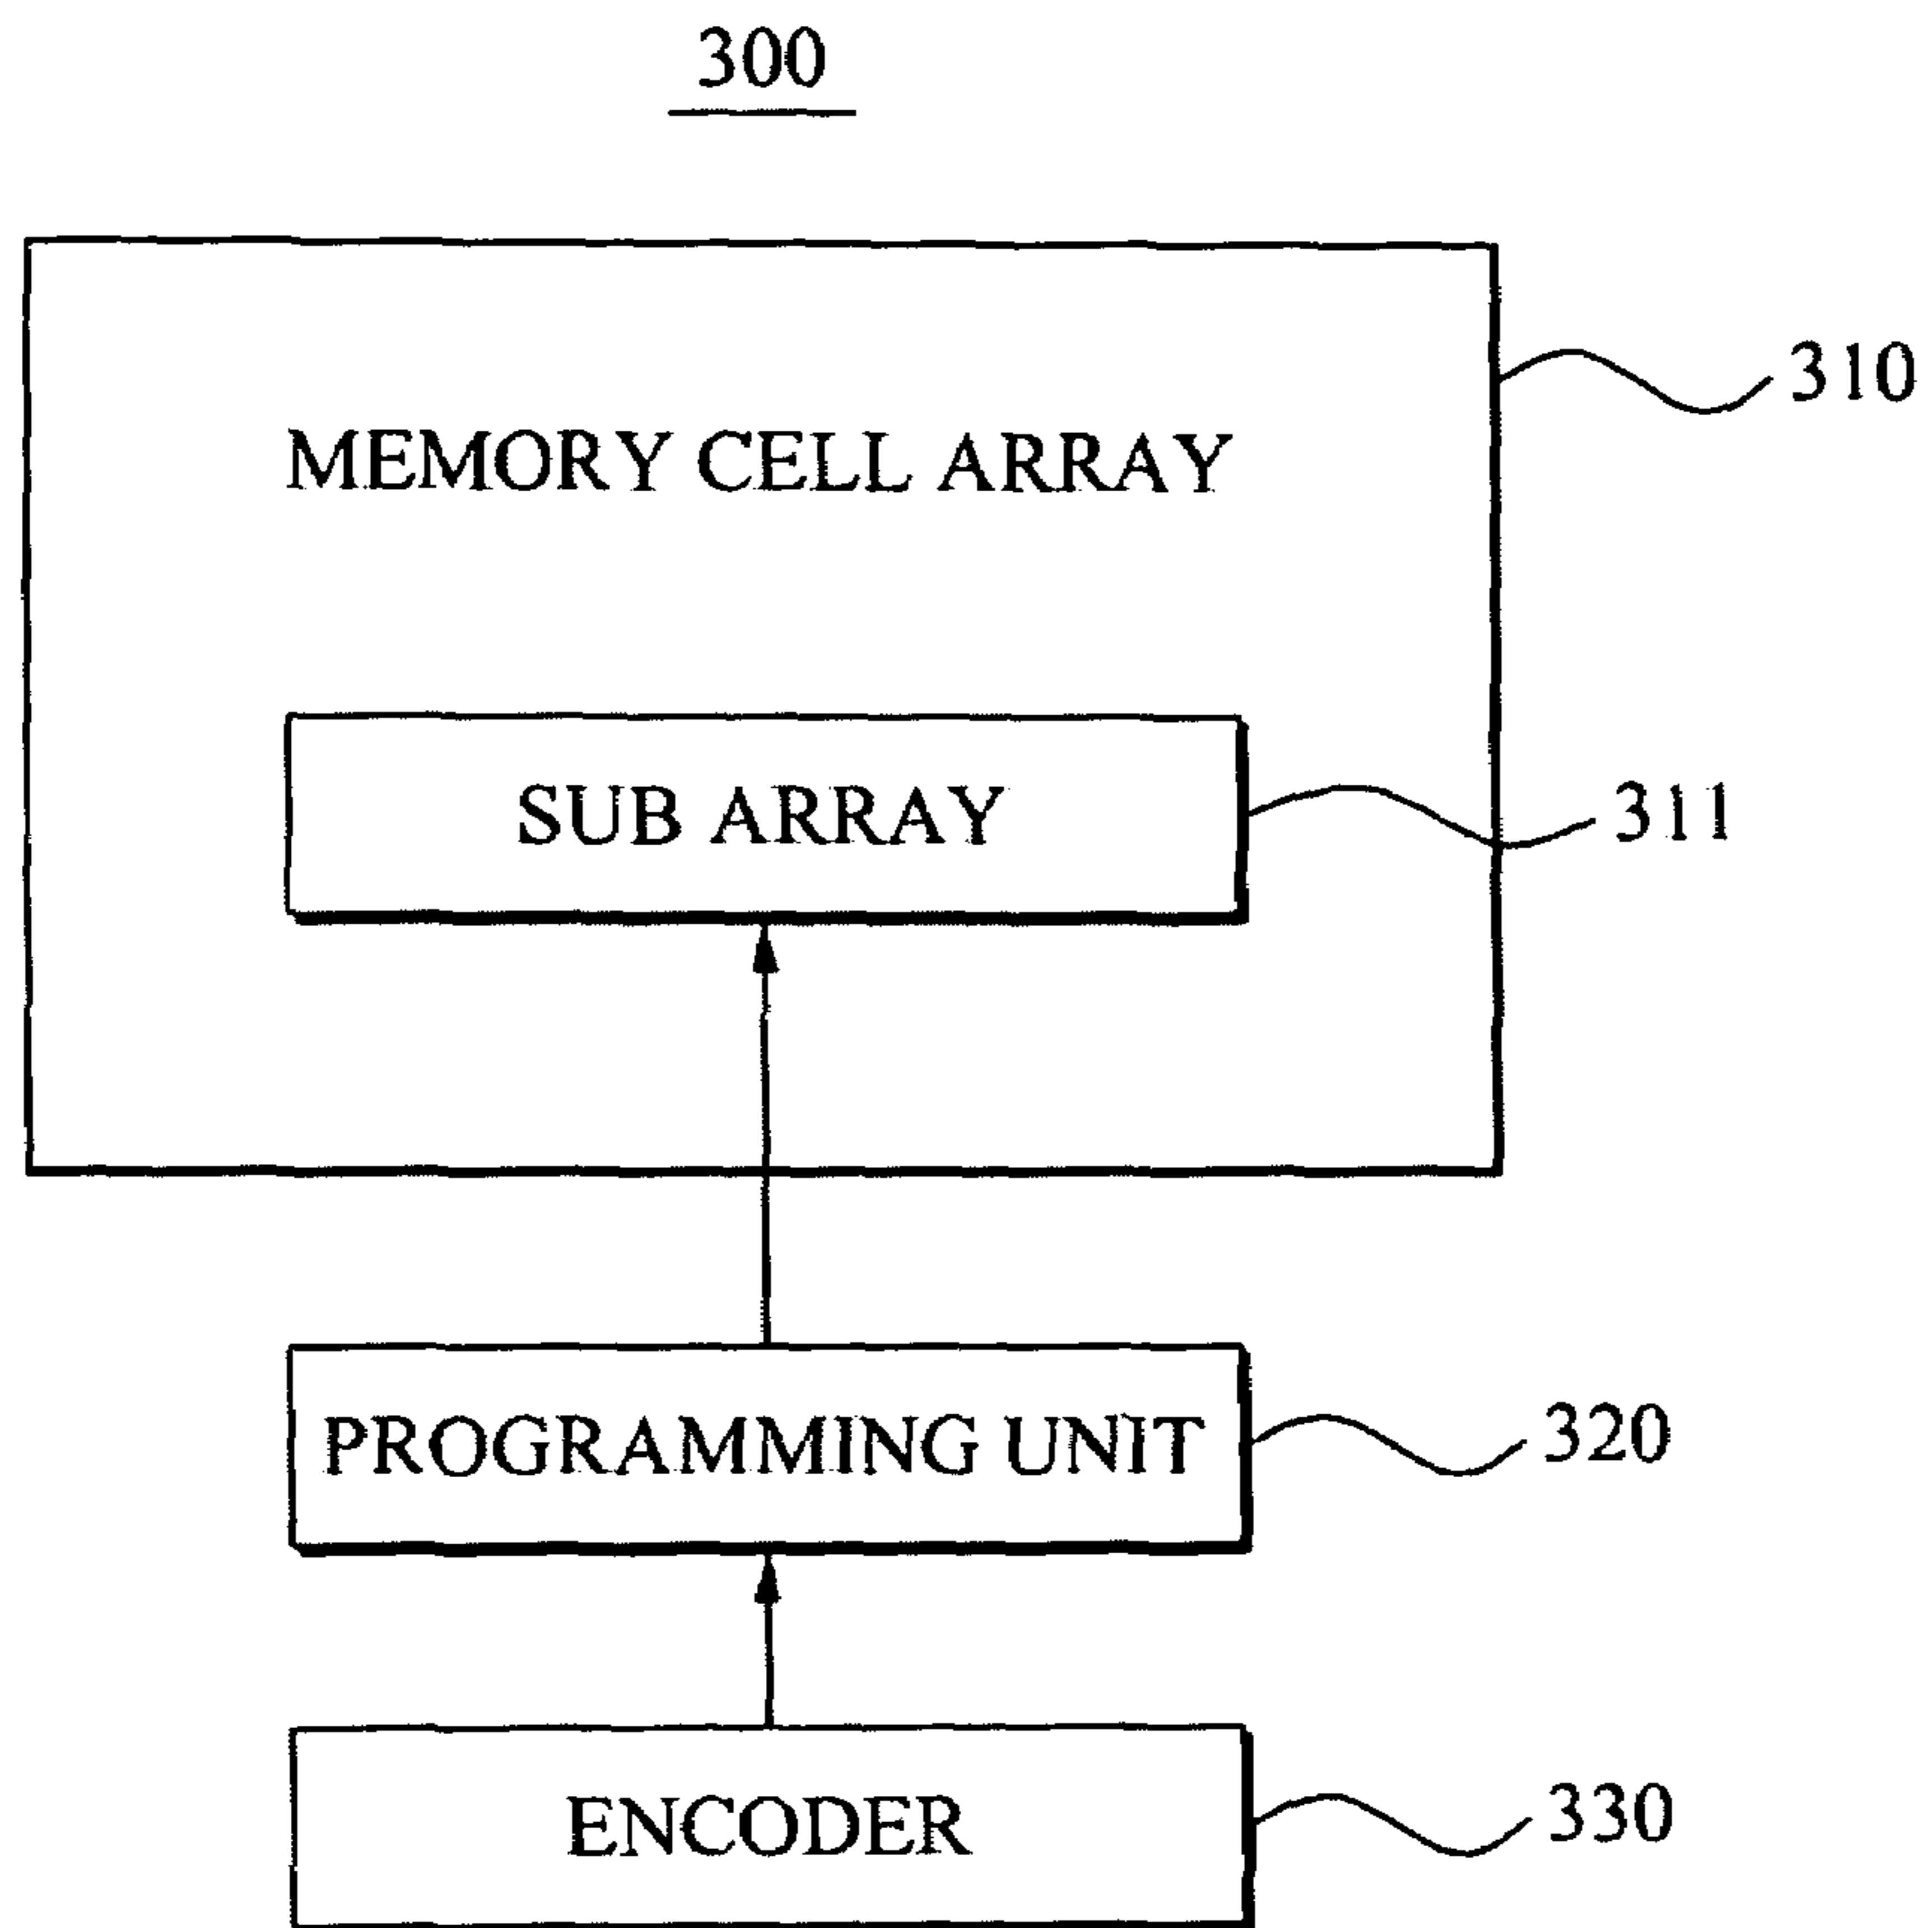 300
310
MEMORY CELL ARRAY
SUB ARRAY
311
PROGRAMMING UNIT
320
ENCODER
330